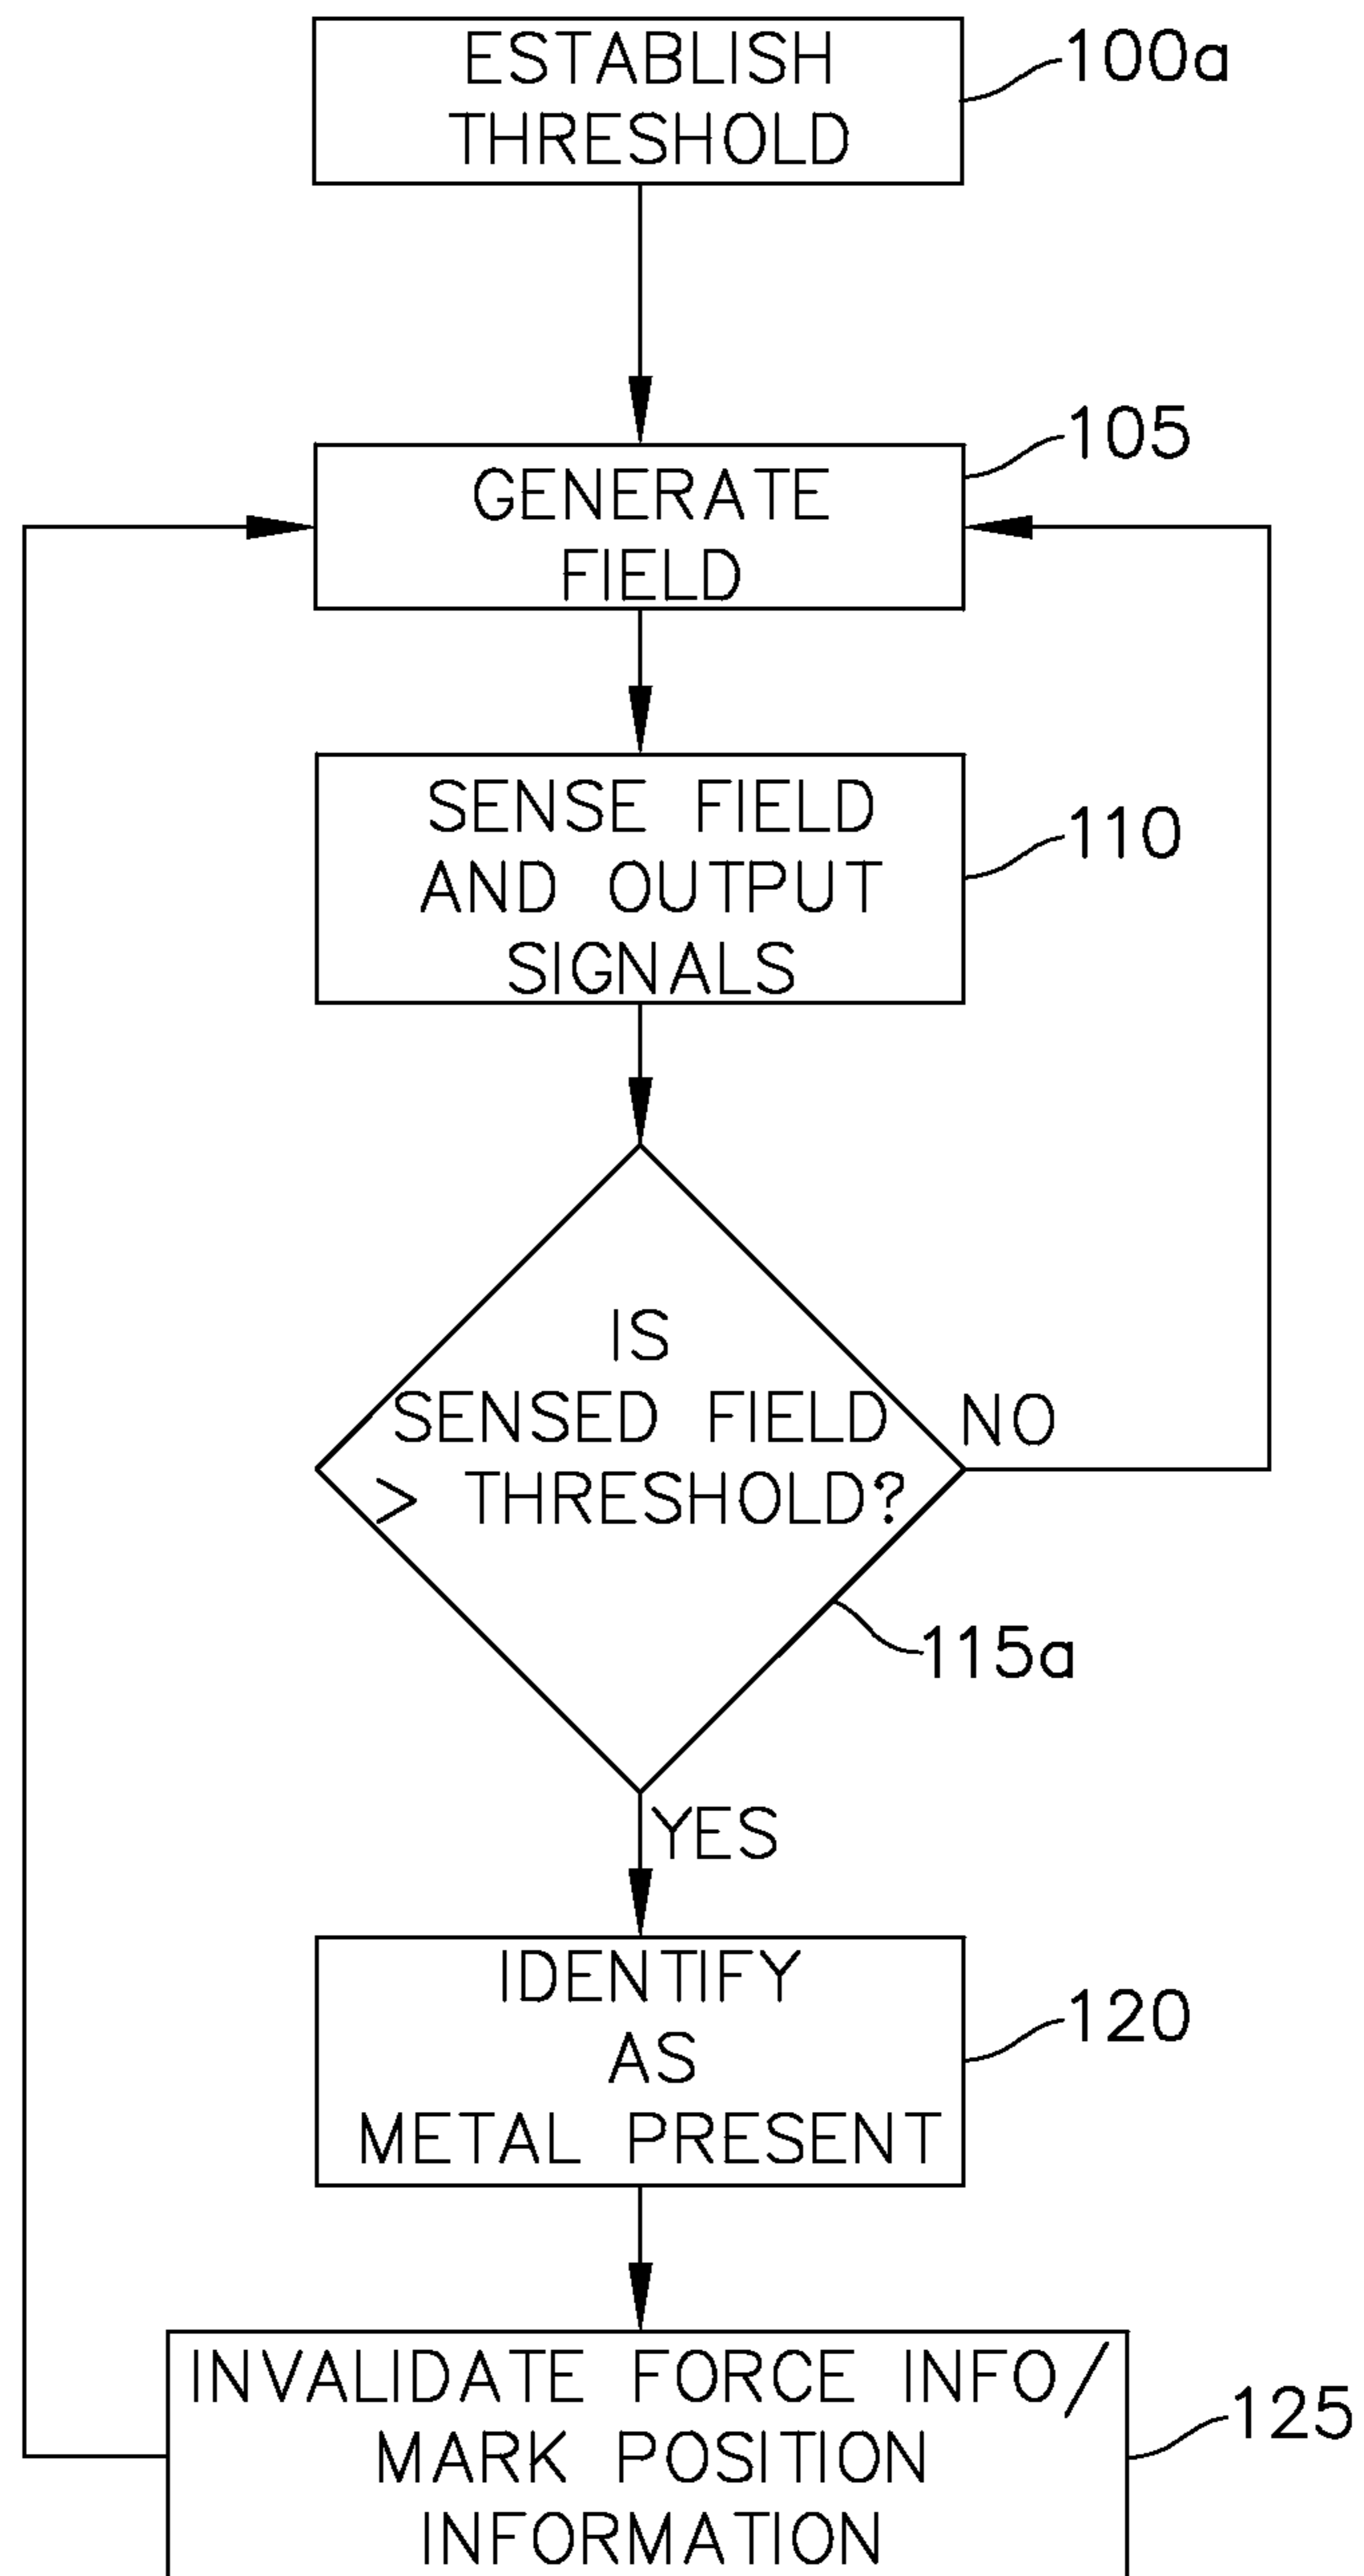 ESTABLISH
THRESHOLD
100a
GENERATE
FIELD
105
SENSE FIELD
AND OUTPUT
SIGNALS
110
IS
SENSED FIELD
> THRESHOLD?
NO
115a
YES
IDENTIFY
AS
METAL PRESENT
120
INVALIDATE FORCE INFO/
MARK POSITION
INFORMATION
125